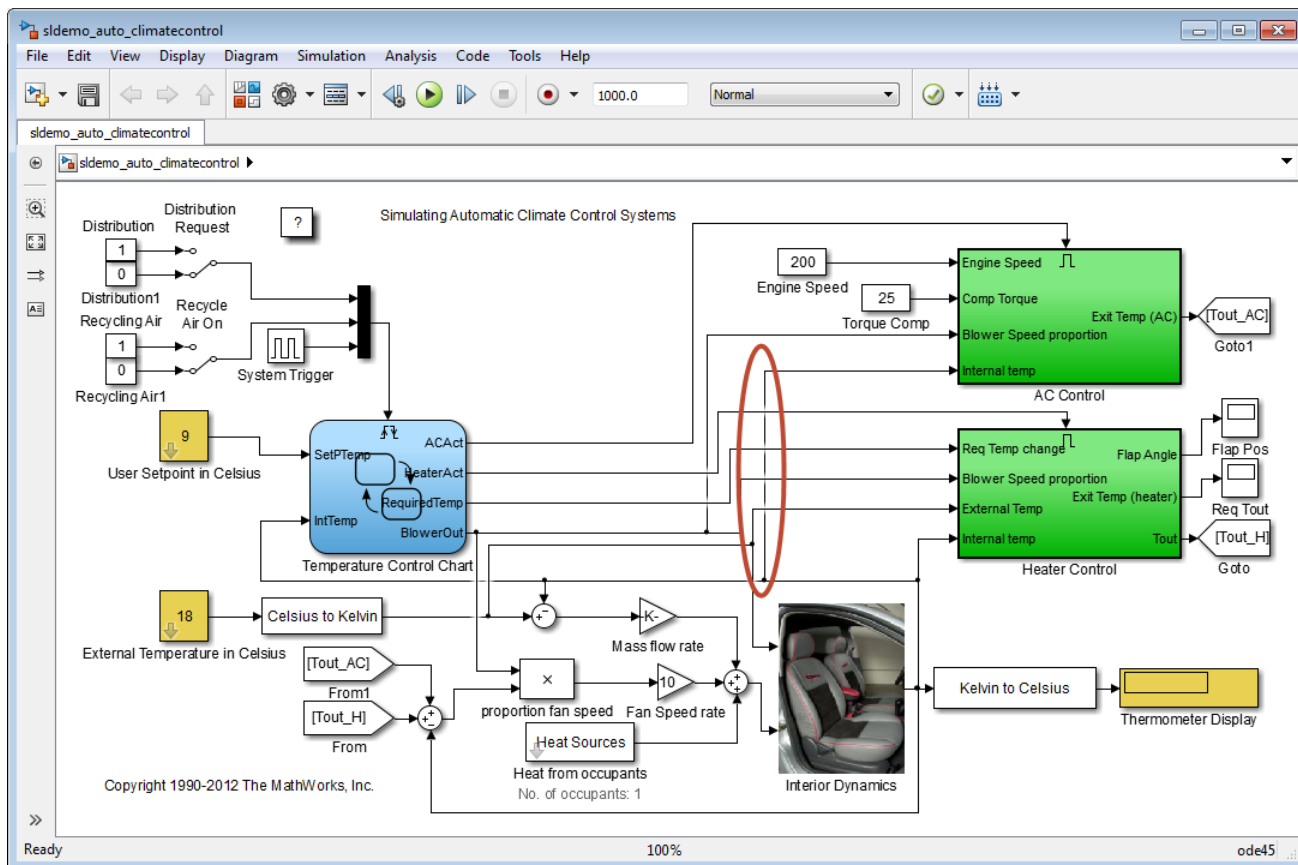 sldemo_auto_climatecontrol
File Edit View Display Diagram Simulation Analysis Code Tools Help
1000.0 Normal
sldemo_auto_climatecontrol
sldemo_auto_climatecontrol
Simulating Automatic Climate Control Systems
?
Distribution
Distribution
Request
1
0
Distribution1
Recycling Air
Recycle
Air On
1
0
Recycling Air1
System Trigger
9
User Setpoint in Celsius
SetPTemp
IntTemp
ACAct
HeaterAct
RequiredTemp
BlowerOut
Temperature Control Chart
200
Engine Speed
25
Torque Comp
Engine Speed
Comp Torque
Blower Speed proportion
Internal temp
Exit Temp (AC)
AC Control
[Tout_AC]
Goto1
Req Temp change
Blower Speed proportion
External Temp
Internal temp
Flap Angle
Exit Temp (heater)
Tout
Heater Control
Flap Pos
Req Tout
[Tout_H]
Goto
18
External Temperature in Celsius
Celsius to Kelvin
-K-
Mass flow rate
[Tout_AC]
From1
[Tout_H]
From
×
proportion fan speed
10
Fan Speed rate
Heat Sources
Heat from occupants
No. of occupants: 1
Interior Dynamics
Kelvin to Celsius
Thermometer Display
Copyright 1990-2012 The MathWorks, Inc.
Ready 100% ode45